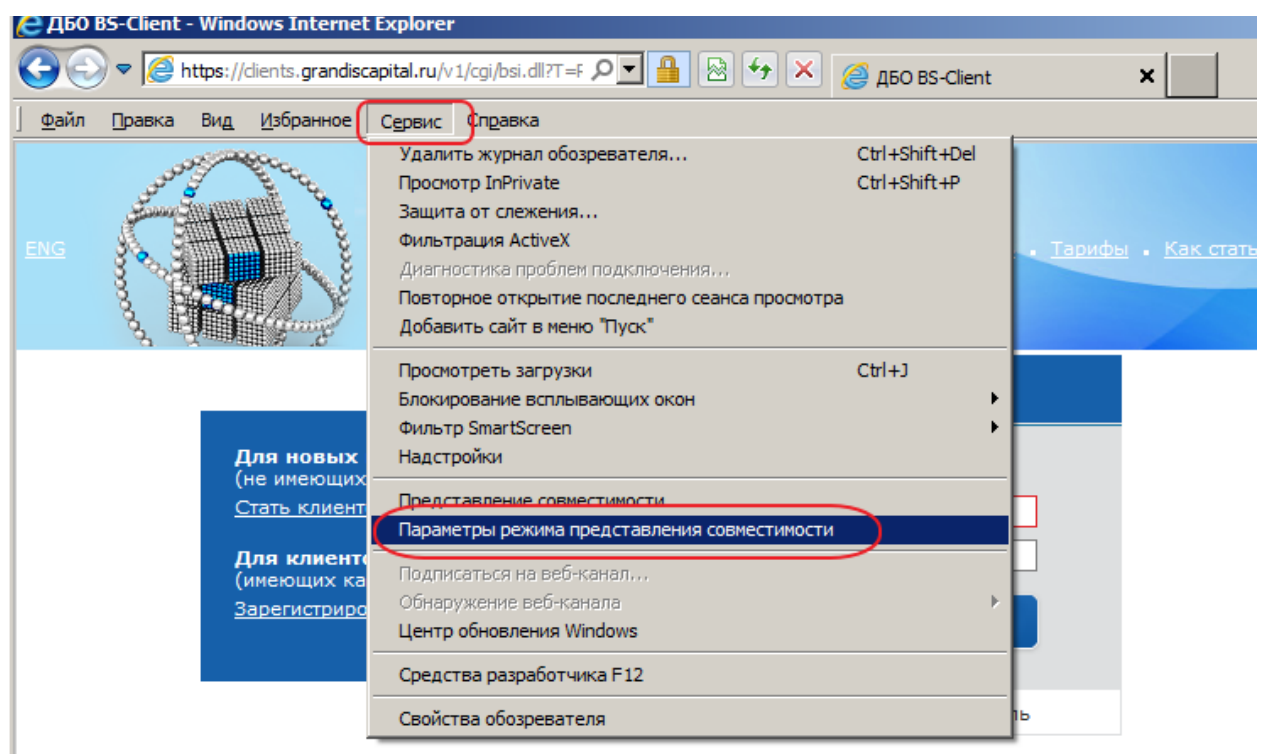 ДБО BS-Client - Windows Internet Explorer
https://clients.grandiscapital.ru/v1/cgi/bsi.dll?T=F
ДБО BS-Client
Файл Правка Вид Избранное Сервис Справка
Удалить журнал обозревателя... Ctrl+Shift+Del
Просмотр InPrivate Ctrl+Shift+P
Защита от слежения...
Фильтрация ActiveX
Диагностика проблем подключения...
Повторное открытие последнего сеанса просмотра
Добавить сайт в меню "Пуск"
Просмотреть загрузки Ctrl+J
Блокирование всплывающих окон
Фильтр SmartScreen
Надстройки
Представление совместимости
Параметры режима представления совместимости
Подписаться на веб-канал...
Обнаружение веб-канала
Центр обновления Windows
Средства разработчика F12
Свойства обозревателя
ENG
Тарифы . Как стать
Для новых
(не имеющих
Стать клиент
Для клиенто
(имеющих ка
Зарегистриро
ль